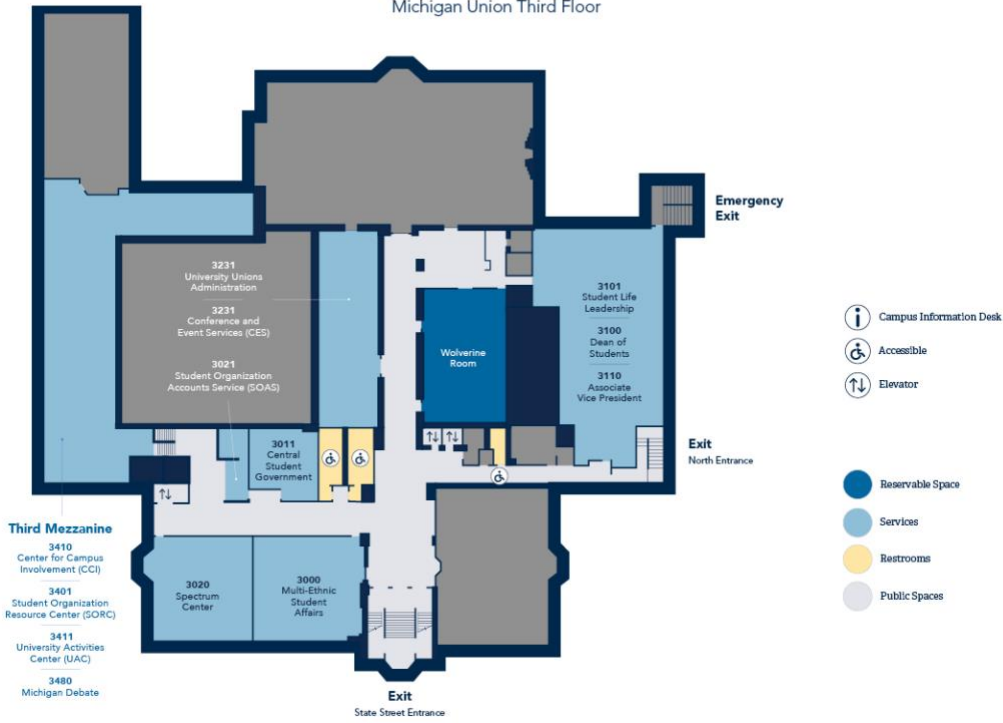 Michigan Union Third Floor
Emergency
Exit
3231
University Unions
Administration
3231
Conference and
Event Services (CES)
3021
Student Organization
Accounts Service (SOAS)
3101
Student Life
Leadership
3100
Dean of
Students
3110
Associate
Vice President
Wolverine
Room
3011
Central
Student
Government
Exit
North Entrance
Third Mezzanine
3410
Center for Campus
Involvement (CCI)
3401
Student Organization
Resource Center (SORC)
3411
University Activities
Center (UAC)
3480
Michigan Debate
3020
Spectrum
Center
3000
Multi-Ethnic
Student
Affairs
Exit
State Street Entrance
i Campus Information Desk
Accessible
Elevator
Reservable Space
Services
Restrooms
Public Spaces